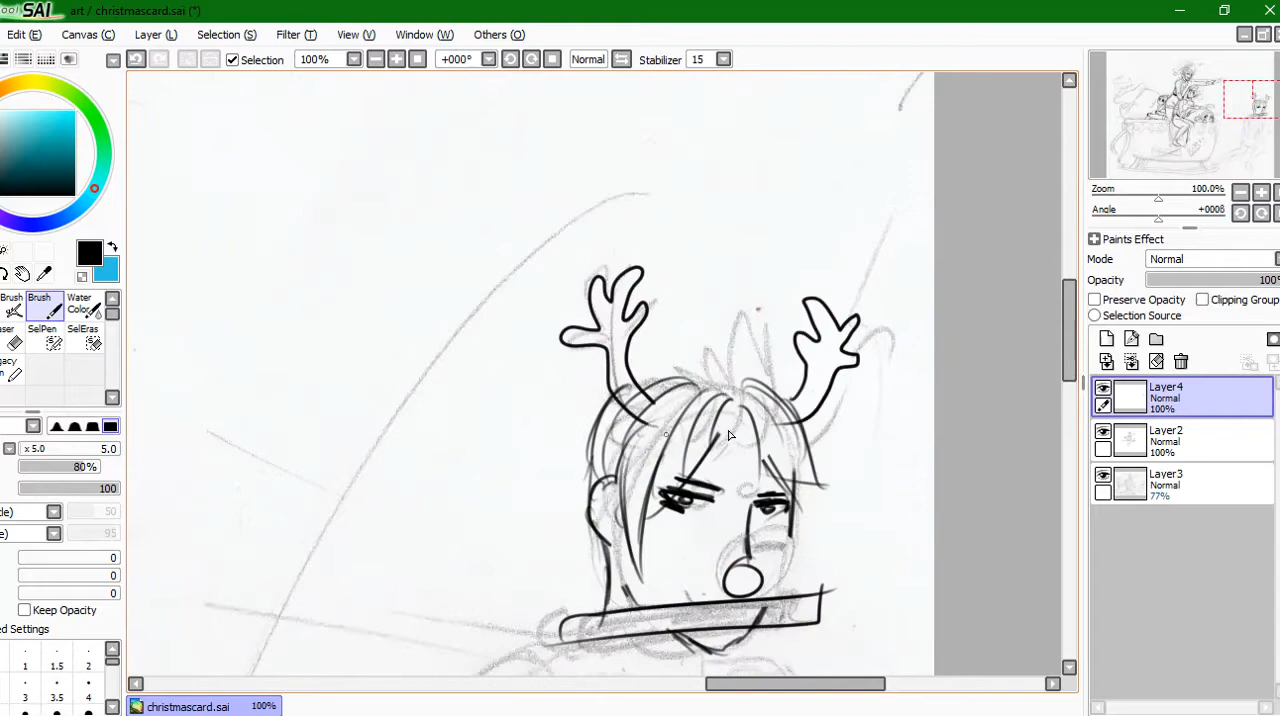 SAI art / christmascard.sai (*)
Edit (E) Canvas (C) Layer (L) Selection (S) Filter (T) View (V) Window (W) Others (O)
Selection 100% +000° Normal Stabilizer 15
Zoom 100.0%
Angle +0008
Paints Effect
Mode Normal
Opacity 100
Preserve Opacity Clipping
Selection Source
Brush Brush Water
Color
SelPen SelEras
Layer4
Normal
100%
Layer2
Normal
100%
Layer3
Normal
77%
x 5.0 5.0
80%
100
50
95
0
0
0
Keep Opacity
1 1.5 2
3 3.5 4
christmascard.sai 100%